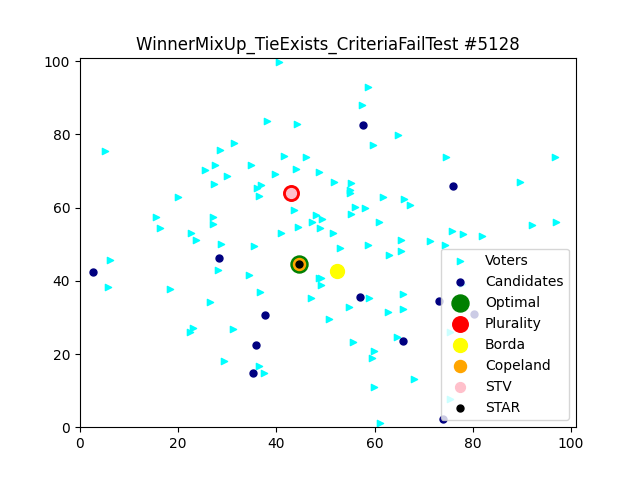 WinnerMixUp_TieExists_CriteriaFailTest #5128
100
80
60
40
20
0
0
20
40
60
80
100
Voters
Candidates
Optimal
Plurality
Borda
Copeland
STV
STAR